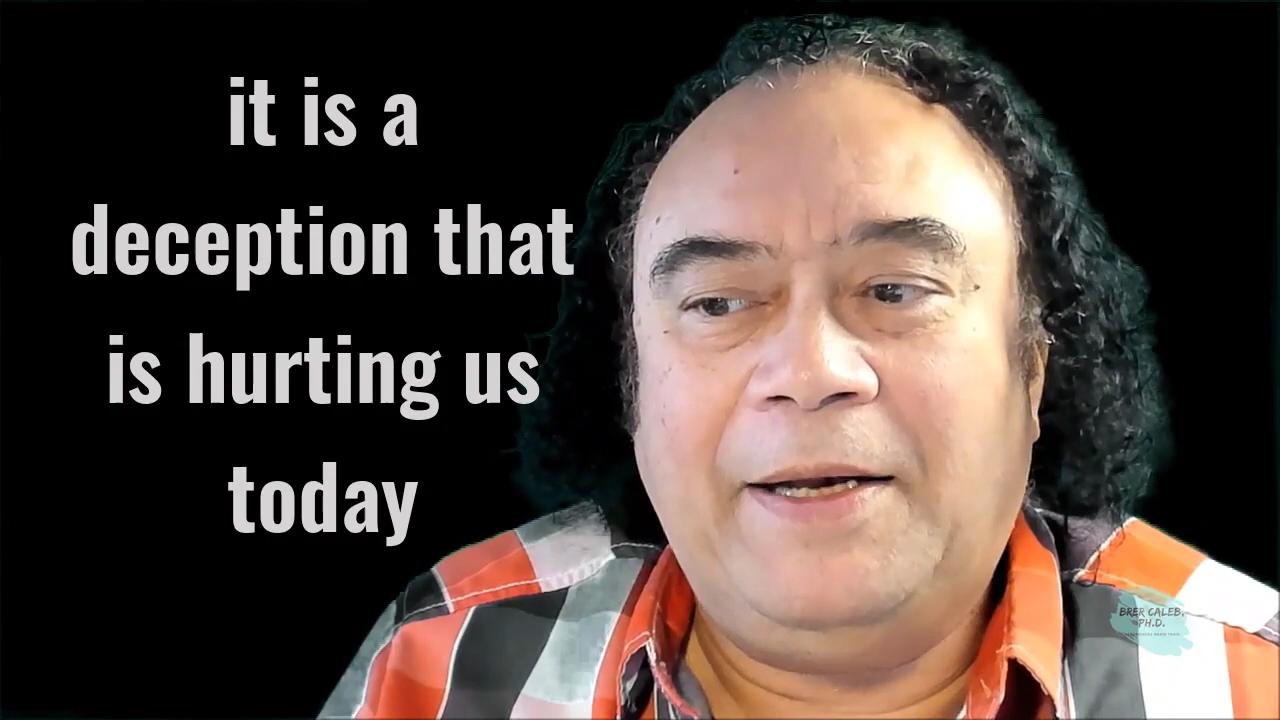 it is a
deception that
is hurting us
today
BRER CALEB,
PH.D.